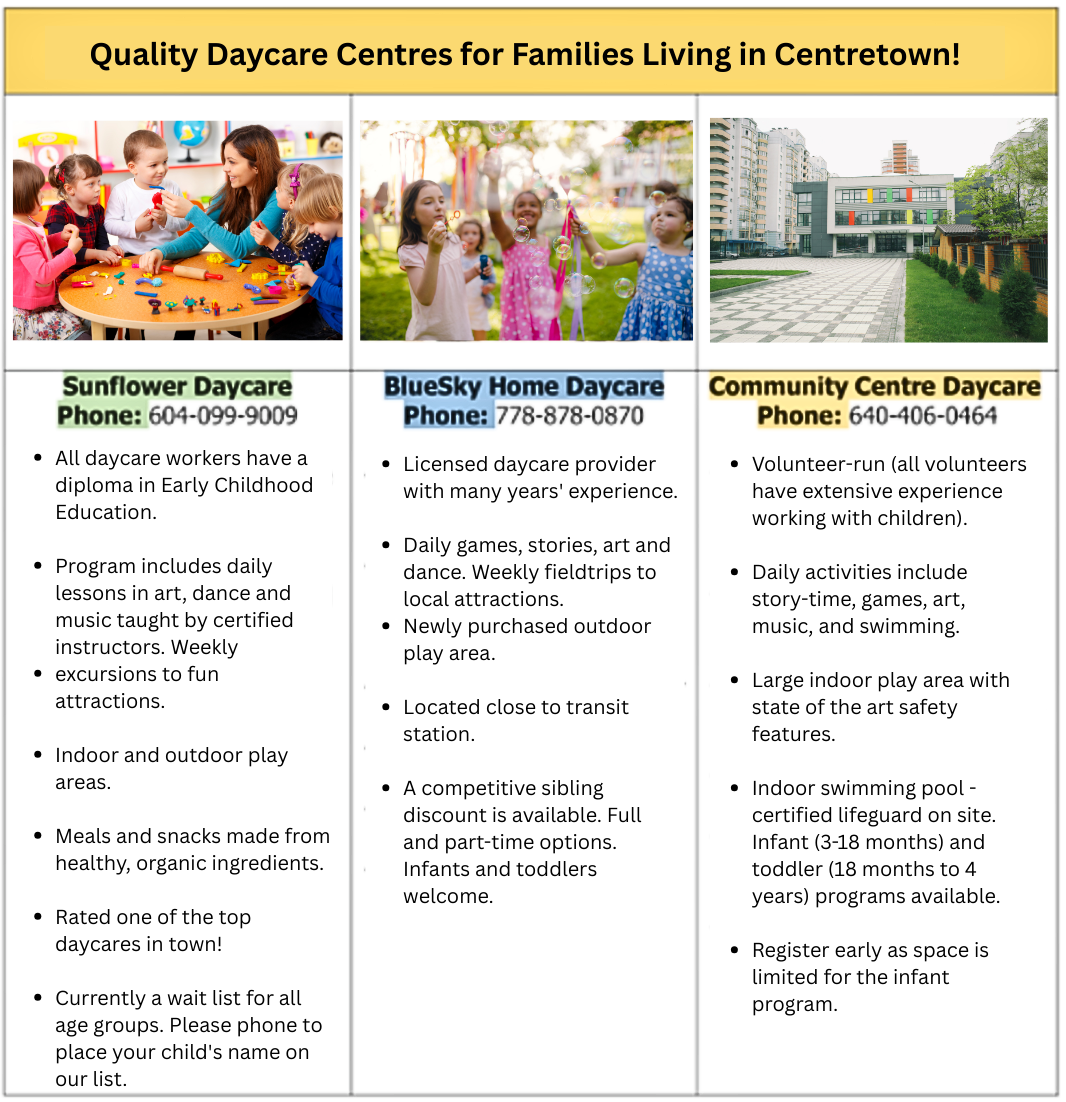 Quality Daycare Centres for Families Living in Centretown!
Sunflower Daycare
Phone: 604-099-9009
• All daycare workers have a
diploma in Early Childhood
Education.
• Program includes daily
lessons in art, dance and
music taught by certified
instructors. Weekly
• excursions to fun
attractions.
• Indoor and outdoor play
areas.
• Meals and snacks made from
healthy, organic ingredients.
• Rated one of the top
daycares in town!
• Currently a wait list for all
age groups. Please phone to
place your child's name on
our list.
BlueSky Home Daycare
Phone: 778-878-0870
• Licensed daycare provider
with many years' experience.
• Daily games, stories, art and
dance. Weekly fieldtrips to
local attractions.
• Newly purchased outdoor
play area.
• Located close to transit
station.
• A competitive sibling
discount is available. Full
and part-time options.
Infants and toddlers
welcome.
Community Centre Daycare
Phone: 640-406-0464
• Volunteer-run (all volunteers
have extensive experience
working with children).
• Daily activities include
story-time, games, art,
music, and swimming.
• Large indoor play area with
state of the art safety
features.
• Indoor swimming pool -
certified lifeguard on site.
Infant (3-18 months) and
toddler (18 months to 4
years) programs available.
• Register early as space is
limited for the infant
program.